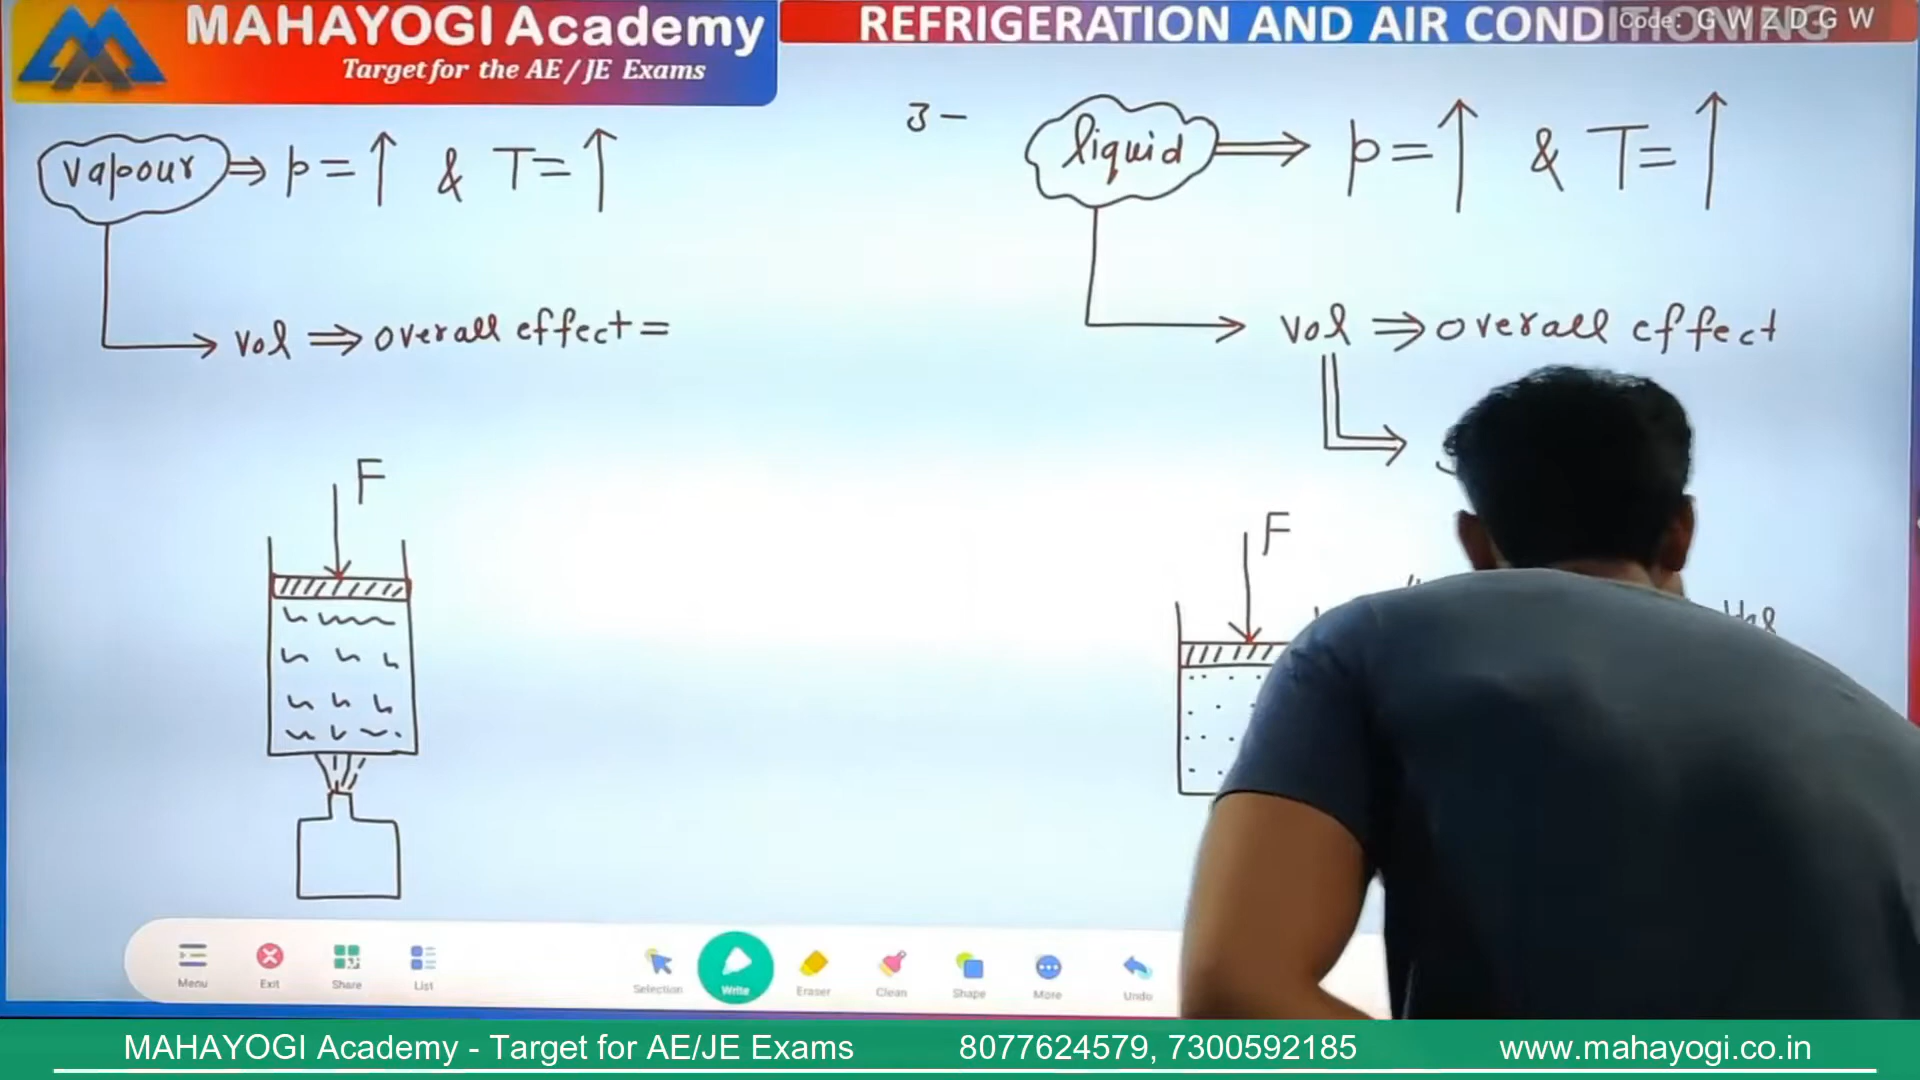 MAHAYOGI Academy
Target for the AE/JE Exams
REFRIGERATION AND AIR CONDITIONING
Code: G W Z D G W
vapour ⇒ p = ↑ & T = ↑
vol ⇒ overall effect =
F
3 -
liquid ⇒ p = ↑ & T = ↑
vol ⇒ overall effect
F
Menu
Exit
Share
List
Selection
Write
Eraser
Clean
Shape
More
Undo
MAHAYOGI Academy - Target for AE/JE Exams 8077624579, 7300592185 www.mahayogi.co.in